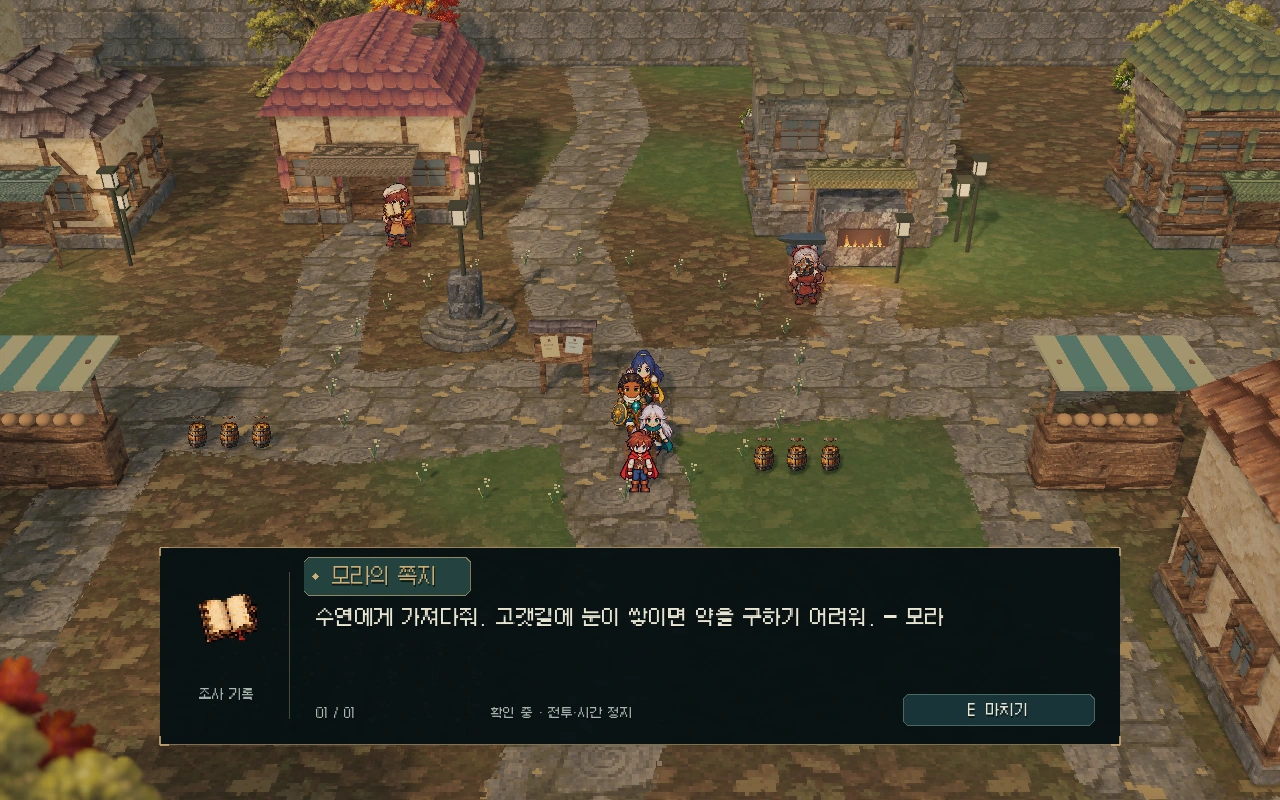 모라의 쪽지
수연에게 가져다줘. 고갯길에 눈이 쌓이면 약을 구하기 어려워. – 모라
조사 기록
01 / 01
확인 중 · 전투·시간 정지
E 마치기